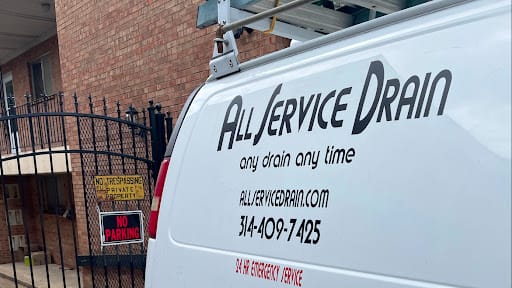 All Service Drain
any drain any time
allservicedrain.com
314-409-7425
24 HR EMERGENCY SERVICE
NO TRESPASSING
PRIVATE
PROPERTY
NO
PARKING